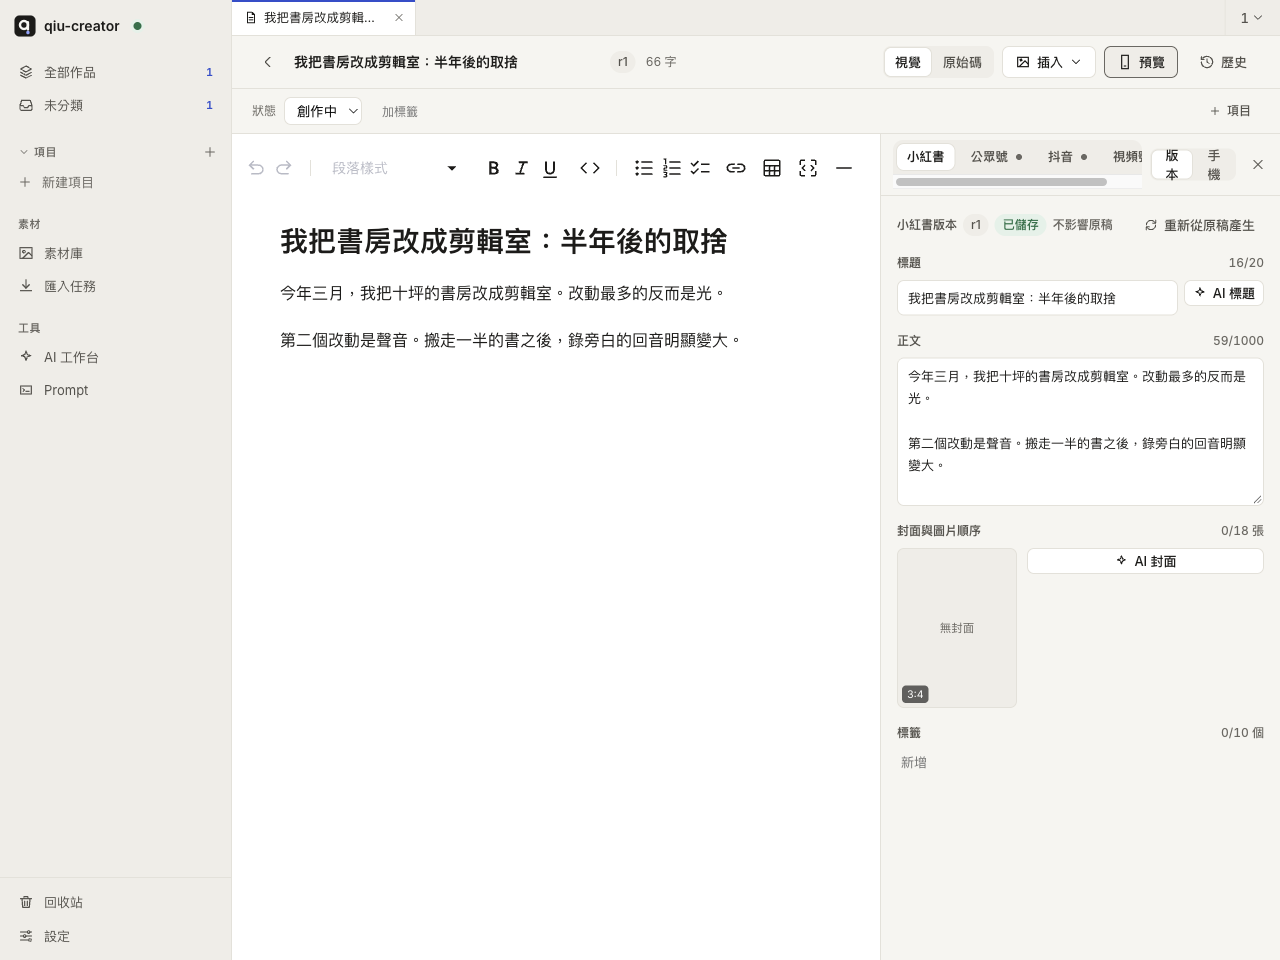 qiu-creator
全部作品 1
未分類 1
項目
新建項目
素材
素材庫
匯入任務
工具
AI 工作台
Prompt
回收站
設定
我把書房改成剪輯...
1
我把書房改成剪輯室：半年後的取捨
r1 66 字
視覺 原始碼 插入 預覽 歷史
狀態 創作中 加標籤 項目
段落樣式
我把書房改成剪輯室：半年後的取捨
今年三月，我把十坪的書房改成剪輯室。改動最多的反而是光。
第二個改動是聲音。搬走一半的書之後，錄旁白的回音明顯變大。
小紅書 公眾號 抖音 視頻
版本 手機
小紅書版本 r1 已儲存 不影響原稿 重新從原稿產生
標題 16/20
我把書房改成剪輯室：半年後的取捨 AI 標題
正文 59/1000
今年三月，我把十坪的書房改成剪輯室。改動最多的反而是
光。
第二個改動是聲音。搬走一半的書之後，錄旁白的回音明顯
變大。
封面與圖片順序 0/18 張
無封面
3:4
AI 封面
標籤 0/10 個
新增